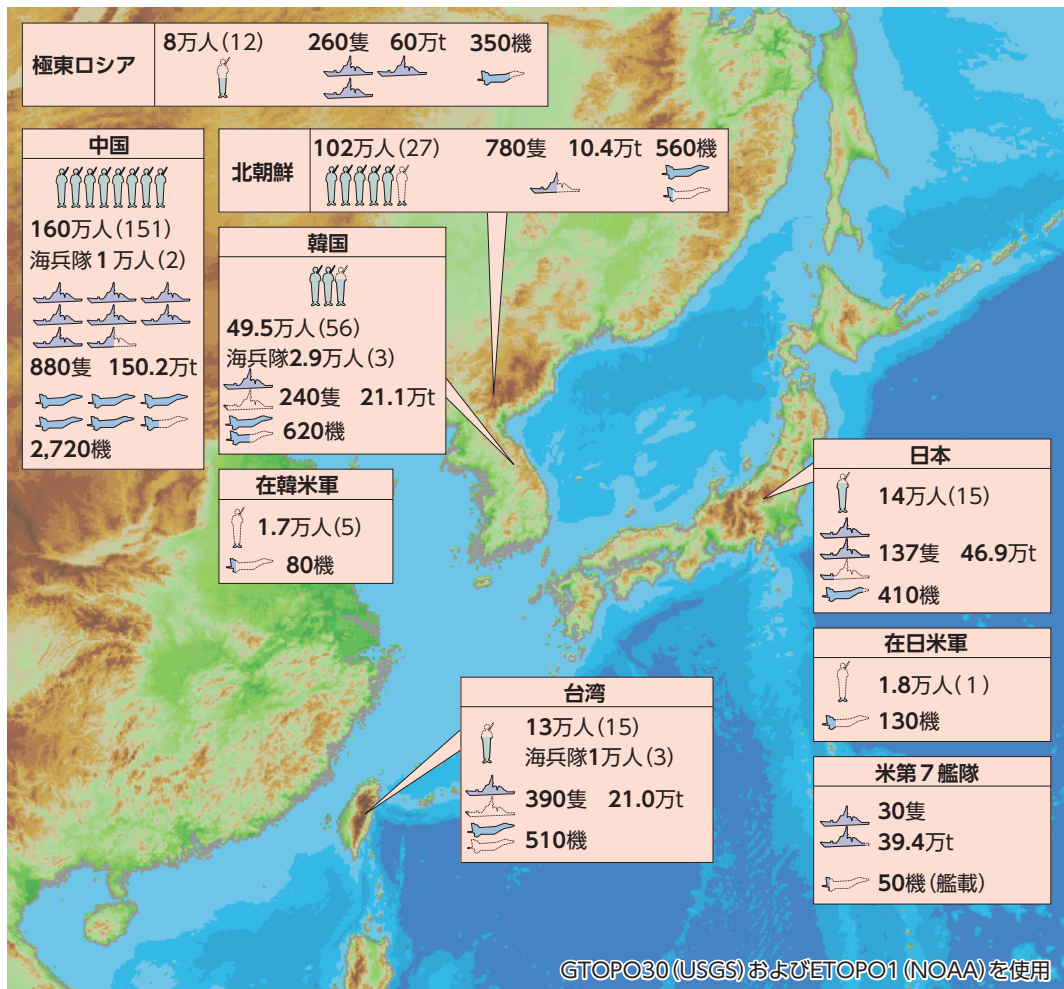 極東ロシア
8万人(12) 260隻 60万t 350機
中国
160万人(151)
海兵隊1万人(2)
880隻 150.2万t
2,720機
北朝鮮
102万人(27) 780隻 10.4万t 560機
韓国
49.5万人(56)
海兵隊2.9万人(3)
240隻 21.1万t
620機
在韓米軍
1.7万人(5)
80機
日本
14万人(15)
137隻 46.9万t
410機
在日米軍
1.8万人(1)
130機
台湾
13万人(15)
海兵隊1万人(3)
390隻 21.0万t
510機
米第7艦隊
30隻
39.4万t
50機(艦載)
GTOPO30(USGS)およびETOPO1(NOAA)を使用